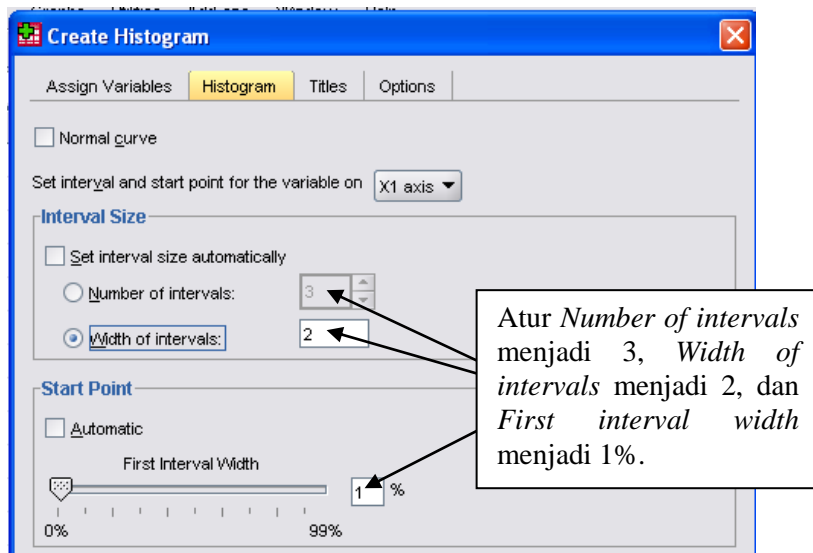 Create Histogram
Assign Variables Histogram Titles Options
Normal curve
Set interval and start point for the variable on X1 axis
Interval Size
Set interval size automatically
Number of intervals: 3
Width of intervals: 2
Atur Number of intervals
menjadi 3, Width of
intervals menjadi 2, dan
First interval width
menjadi 1%.
Start Point
Automatic
First Interval Width
1 %
0% 99%